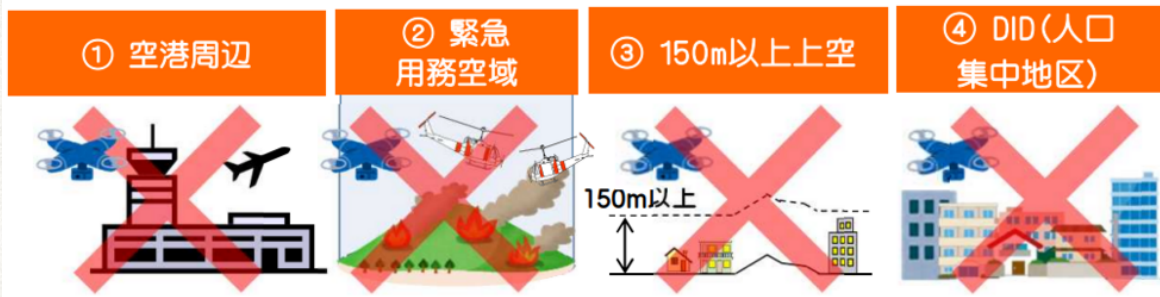 ① 空港周辺
② 緊急
用務空域
③ 150m以上上空
④ DID(人口
集中地区)
150m以上